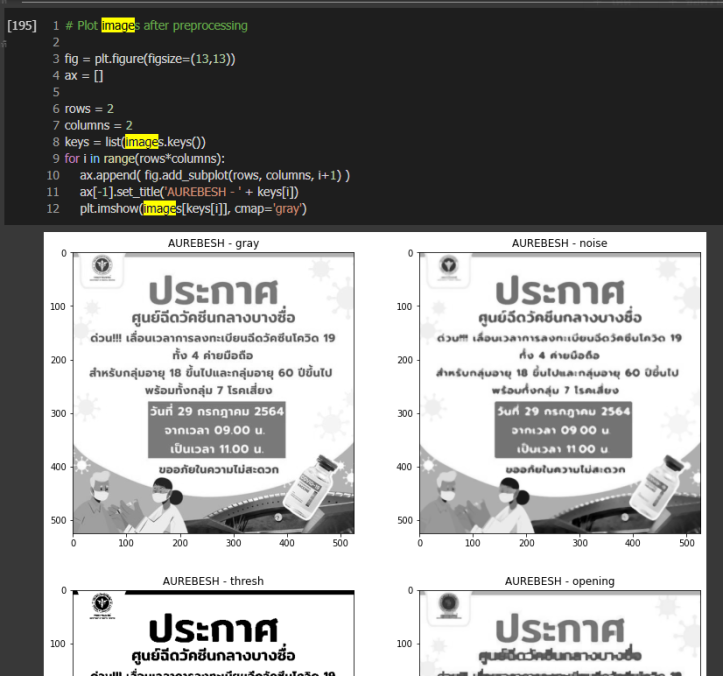 [195]
1 # Plot images after preprocessing
2
3 fig = plt.figure(figsize=(13,13))
4 ax = []
5
6 rows = 2
7 columns = 2
8 keys = list(images.keys())
9 for i in range(rows*columns):
10 ax.append( fig.add_subplot(rows, columns, i+1) )
11 ax[-1].set_title('AUREBESH - ' + keys[i])
12 plt.imshow(images[keys[i]], cmap='gray')
AUREBESH - gray
0
100
200
300
400
500
ประกาศ
ศูนย์ฉีดวัคซีนกลางบางซื่อ
ด่วน!!! เลื่อนเวลาการลงทะเบียนฉีดวัคซีนโควิด 19
ทั้ง 4 ค่ายมือถือ
สำหรับกลุ่มอายุ 18 ขึ้นไปและกลุ่มอายุ 60 ปีขึ้นไป
พร้อมทั้งกลุ่ม 7 โรคเสี่ยง
วันที่ 29 กรกฎาคม 2564
จากเวลา 09.00 น.
เป็นเวลา 11.00 น.
ขออภัยในความไม่สะดวก
0 100 200 300 400 500
AUREBESH - noise
0
100
200
300
400
500
ประกาศ
ศูนย์ฉีดวัคซีนกลางบางซื่อ
ด่วน!!! เลื่อนเวลาการลงทะเบียนฉีดวัคซีนโควิด 19
ทั้ง 4 ค่ายมือถือ
สำหรับกลุ่มอายุ 18 ขึ้นไปและกลุ่มอายุ 60 ปีขึ้นไป
พร้อมทั้งกลุ่ม 7 โรคเสี่ยง
วันที่ 29 กรกฎาคม 2564
จากเวลา 09 00 น
เป็นเวลา 11 00 น
ขออภัยในความไม่สะดวก
0 100 200 300 400 500
AUREBESH - thresh
0
100
ประกาศ
ศูนย์ฉีดวัคซีนกลางบางซื่อ
AUREBESH - opening
0
100
ประกาศ
ศูนย์ฉีดวัคซีนกลางบางซื่อ